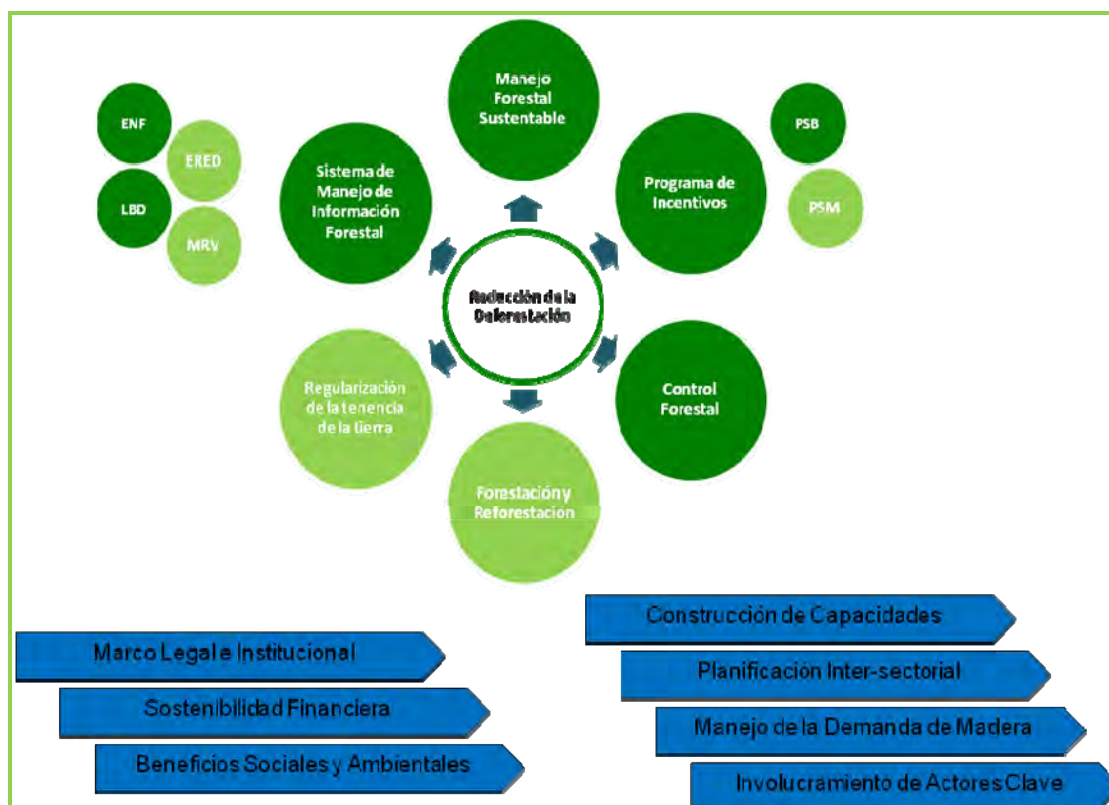 Manejo
Forestal
Sustentable
ENF
ERED
LBD
MRV
Sistema de
Manejo de
Información
Forestal
Programa de
Incentivos
PSB
PSM
Reducción de la
Deforestación
Regularización
de la tenencia
de la tierra
Control
Forestal
Forestación y
Reforestación
Marco Legal e Institucional
Sostenibilidad Financiera
Beneficios Sociales y Ambientales
Construcción de Capacidades
Planificación Inter-sectorial
Manejo de la Demanda de Madera
Involucramiento de Actores Clave